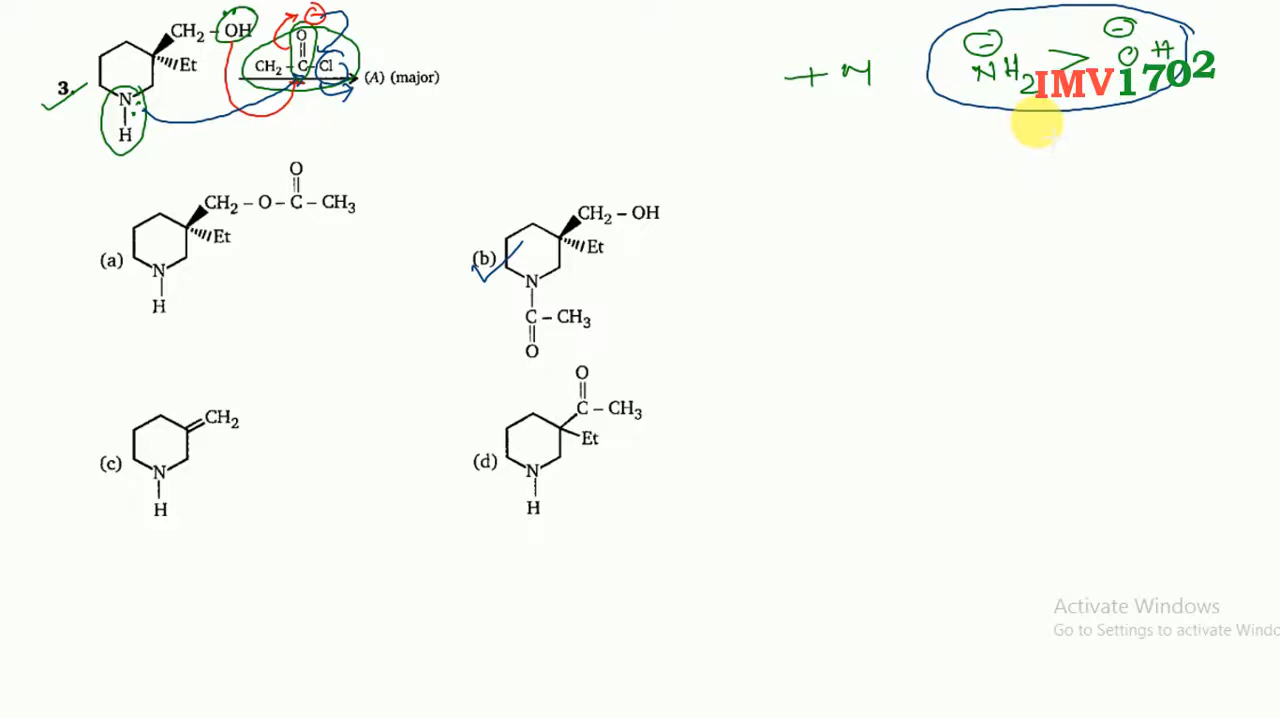 3.
CH2 – OH
Et
N
H
O
CH2 – C – Cl
(A) (major)
+ M
NH2 > OH
IMV1702
(a)
CH2 – O – C – CH3
O
Et
N
H
(b)
CH2 – OH
Et
N
C – CH3
O
(c)
CH2
N
H
(d)
O
C – CH3
Et
N
H
Activate Windows
Go to Settings to activate Windo